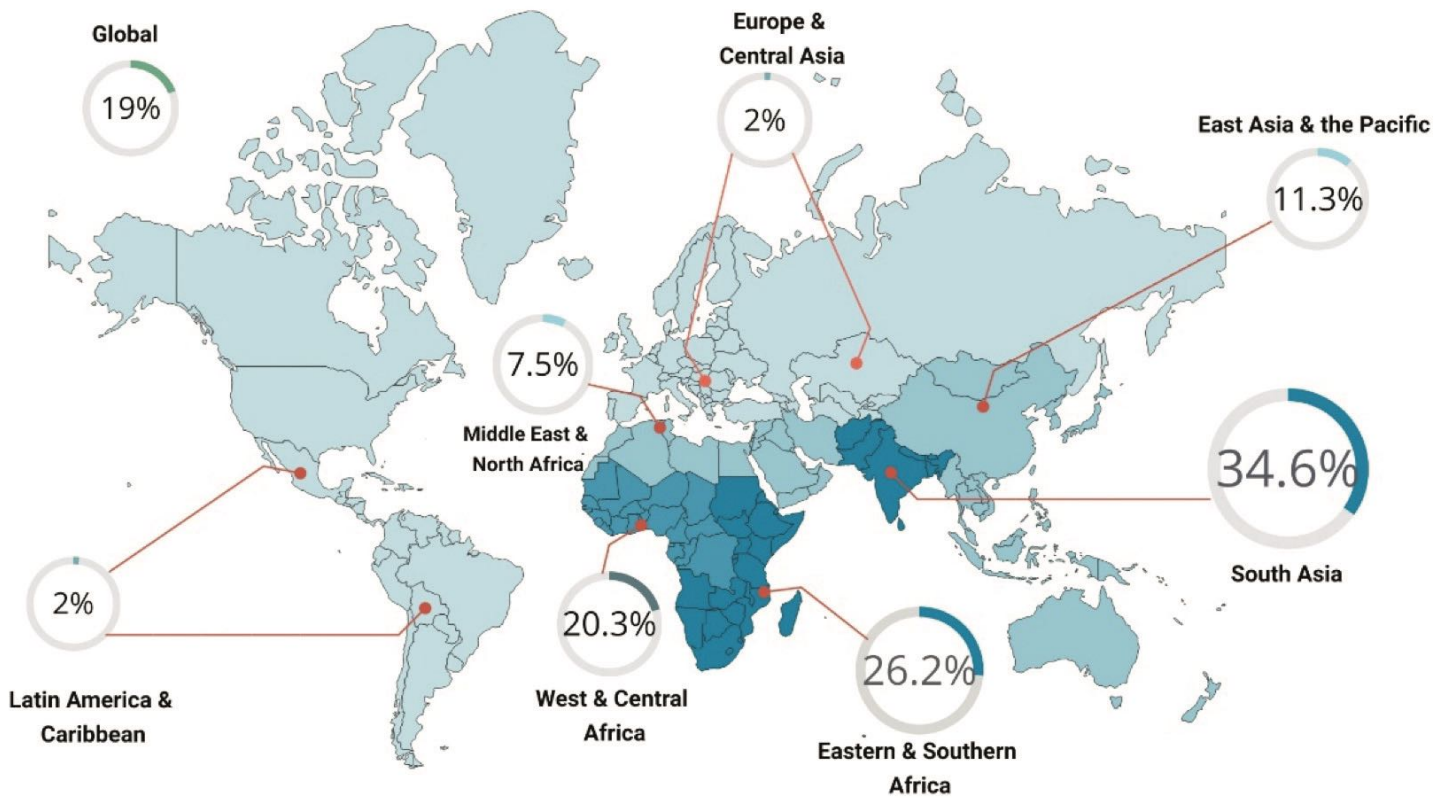 Global
19%
Europe &
Central Asia
2%
East Asia & the Pacific
11.3%
7.5%
Middle East &
North Africa
34.6%
South Asia
2%
Latin America &
Caribbean
20.3%
West & Central
Africa
26.2%
Eastern & Southern
Africa